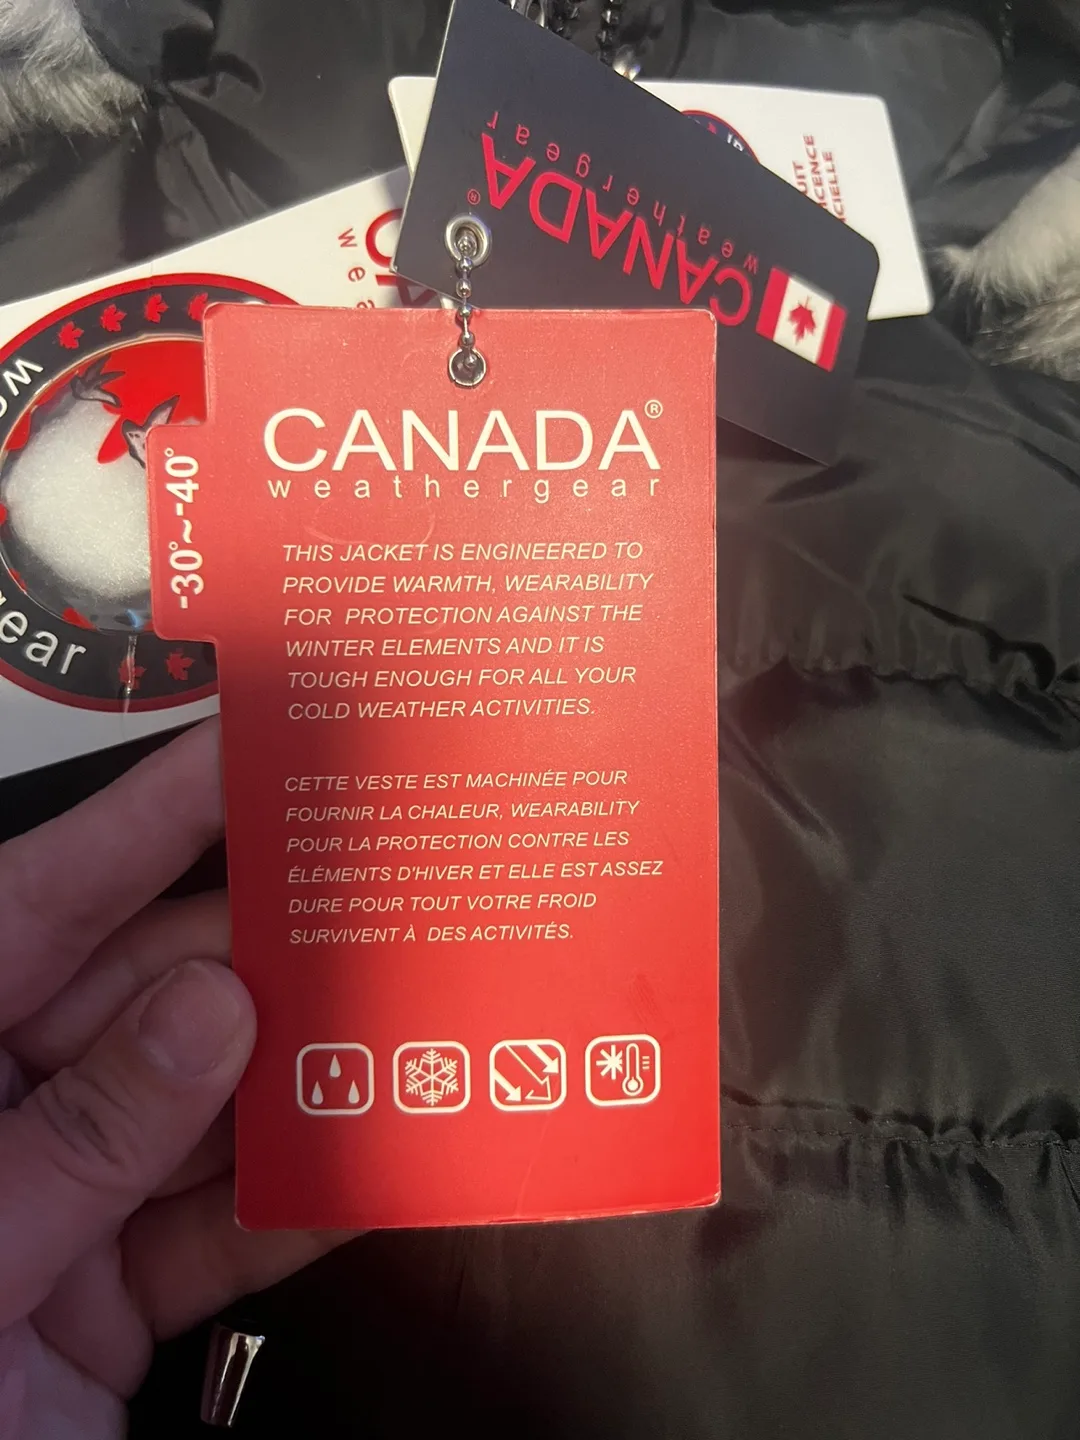 CANADA®
weathergear
CANADA®
weathergear
-30°~-40°
THIS JACKET IS ENGINEERED TO
PROVIDE WARMTH, WEARABILITY
FOR PROTECTION AGAINST THE
WINTER ELEMENTS AND IT IS
TOUGH ENOUGH FOR ALL YOUR
COLD WEATHER ACTIVITIES.
CETTE VESTE EST MACHINÉE POUR
FOURNIR LA CHALEUR, WEARABILITY
POUR LA PROTECTION CONTRE LES
ÉLÉMENTS D'HIVER ET ELLE EST ASSEZ
DURE POUR TOUT VOTRE FROID
SURVIVENT À DES ACTIVITÉS.
gear